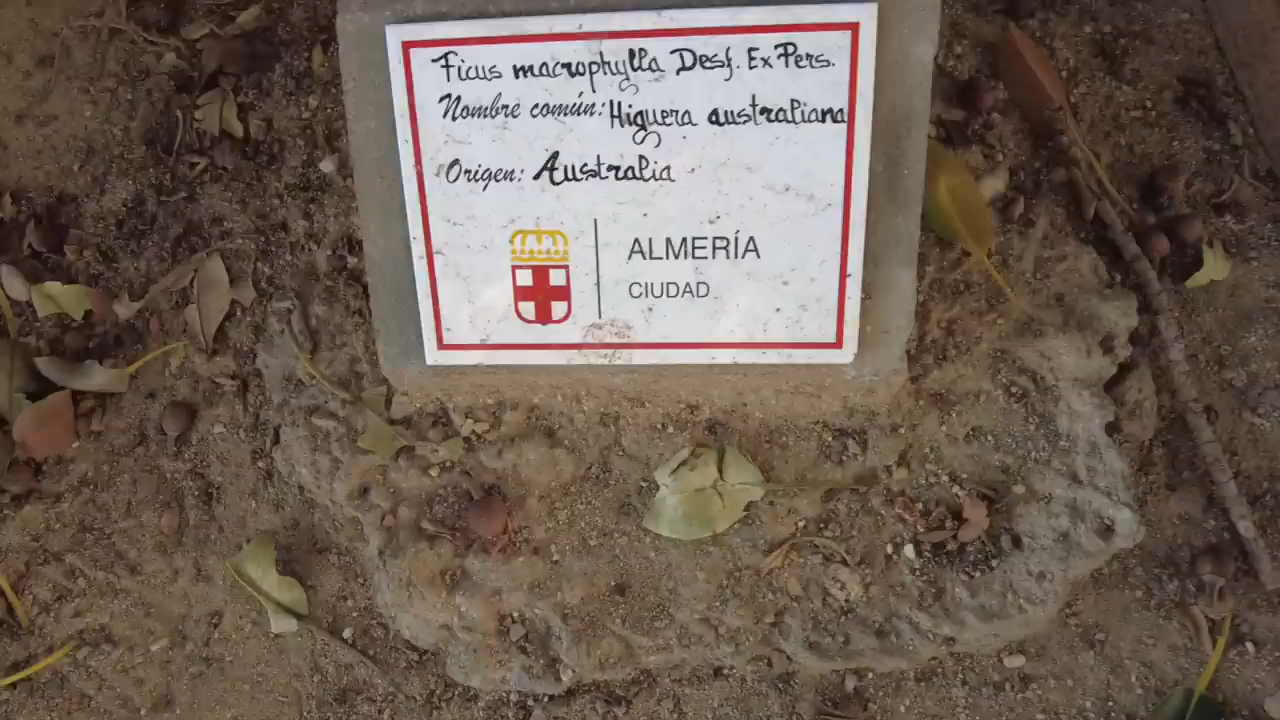 Ficus macrophylla Desf. Ex Pers.
Nombre común: Higuera australiana
Origen: Australia
ALMERÍA
CIUDAD